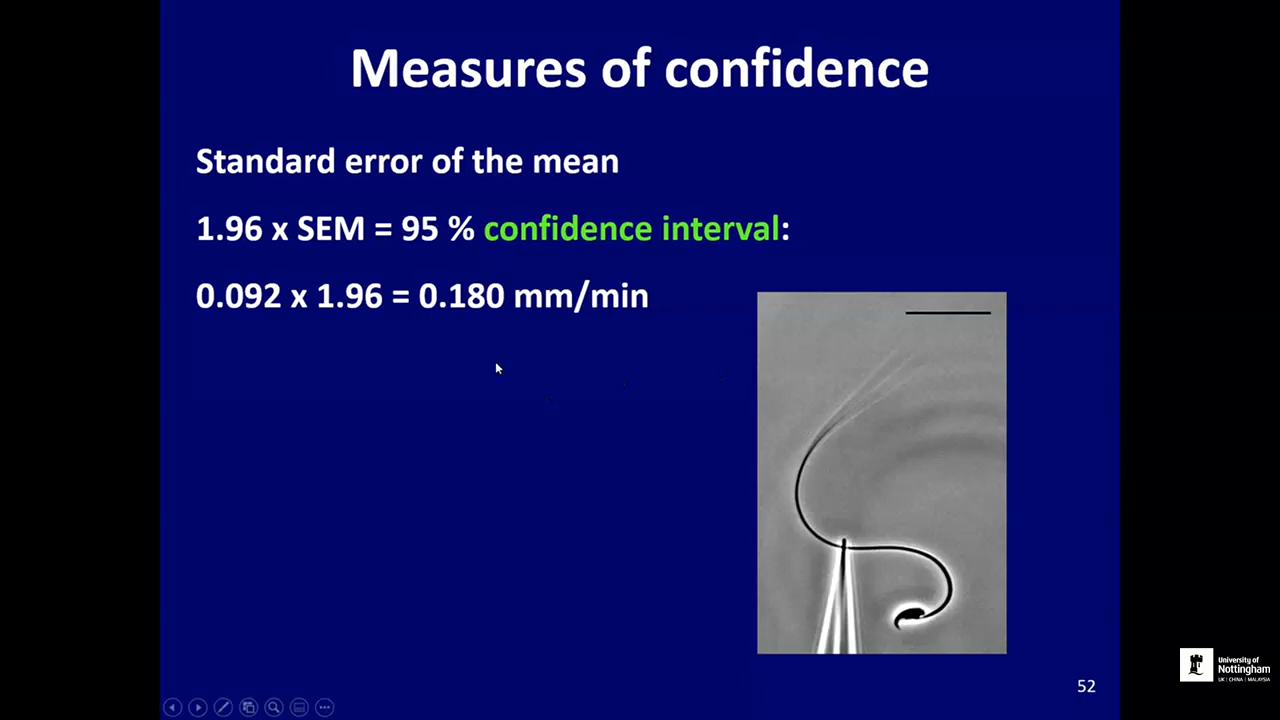 Measures of confidence
Standard error of the mean
1.96 x SEM = 95 % confidence interval:
0.092 x 1.96 = 0.180 mm/min
52
University of
Nottingham
UK | CHINA | MALAYSIA